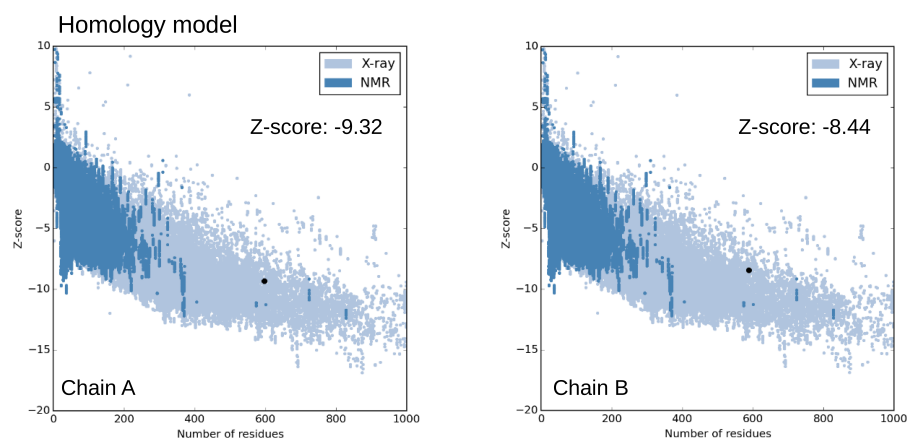 Homology model
10
5
0
−5
−10
−15
−20
Z-score
X-ray
NMR
Z-score: -9.32
Chain A
0 200 400 600 800 1000
Number of residues
10
5
0
−5
−10
−15
−20
Z-score
X-ray
NMR
Z-score: -8.44
Chain B
0 200 400 600 800 1000
Number of residues